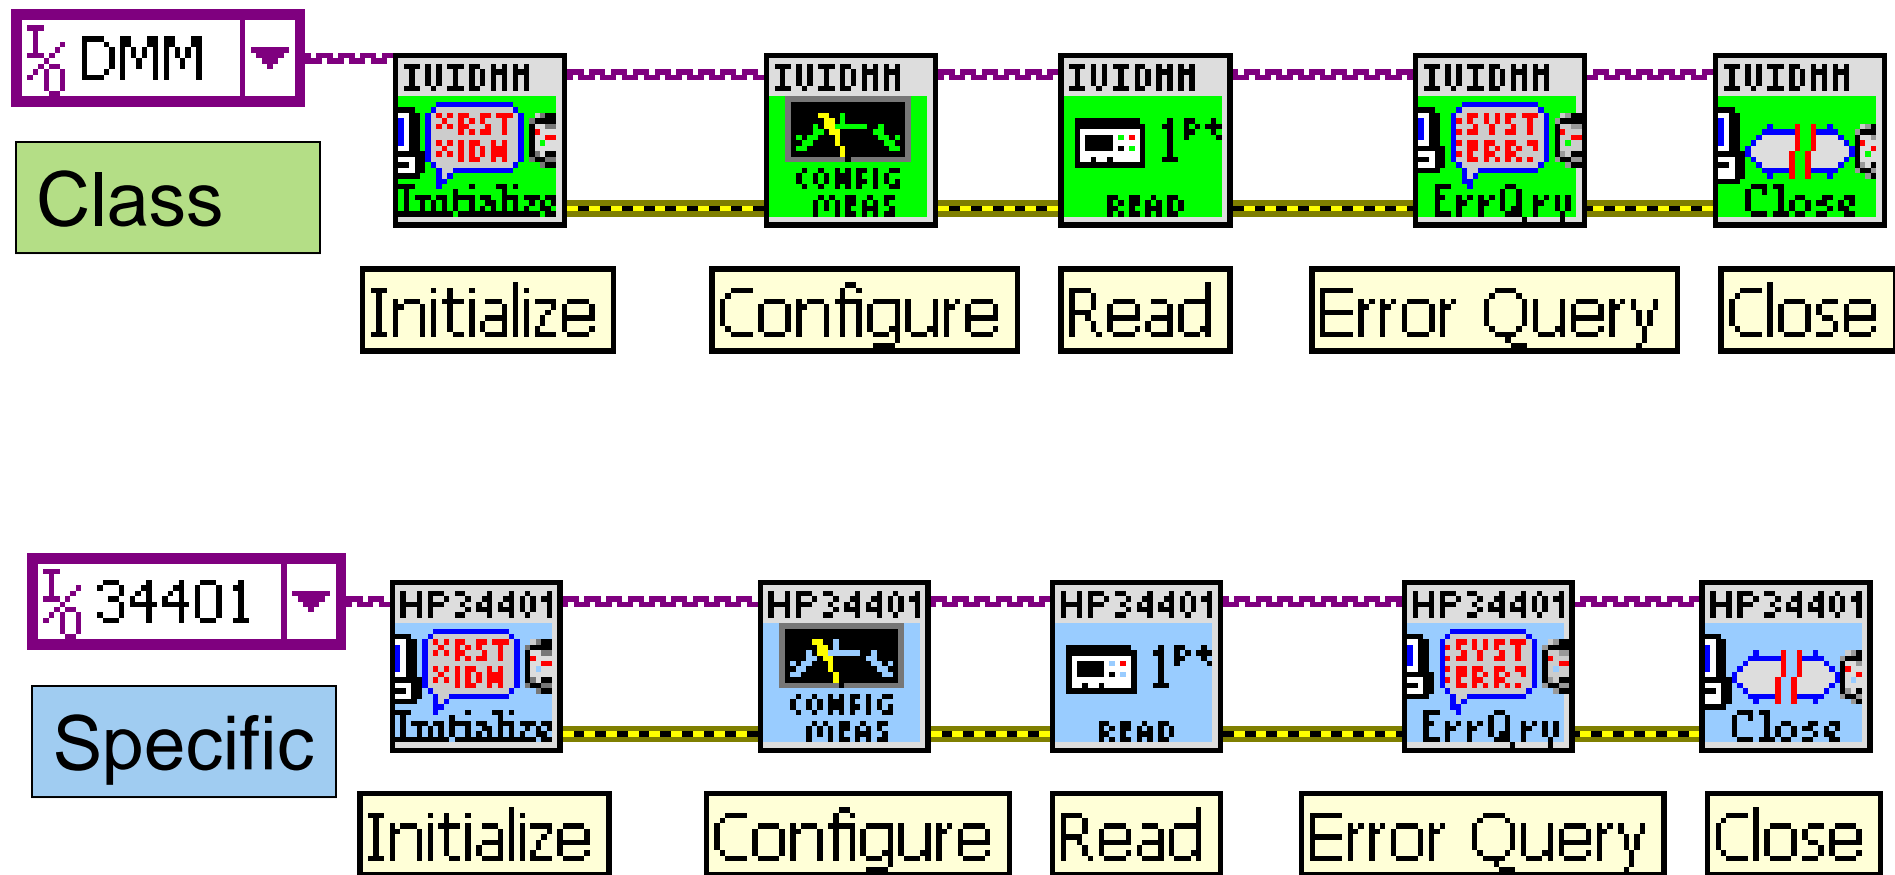 I/O DMM
IVIDMM IVIDMM IVIDMM IVIDMM IVIDMM
*RST
*IDN
Initialize
CONFIG
MEAS
1Pt
READ
:SYST
:ERR?
ErrQry
Close
Class
Initialize Configure Read Error Query Close
I/O 34401
HP34401 HP34401 HP34401 HP34401 HP34401
*RST
*IDN
Initialize
CONFIG
MEAS
1Pt
READ
:SYST
:ERR?
ErrQry
Close
Specific
Initialize Configure Read Error Query Close